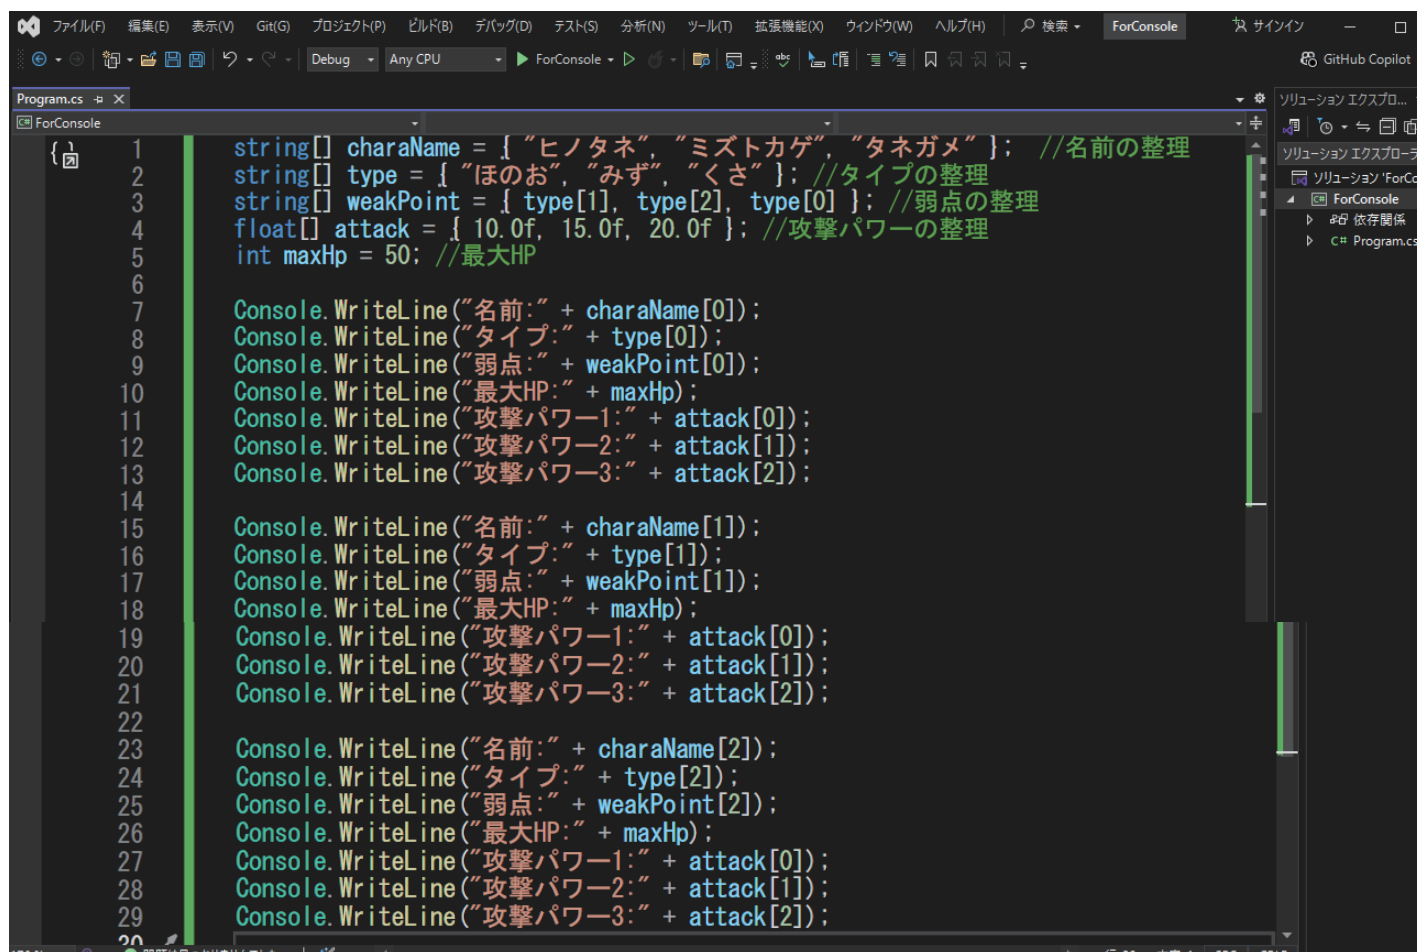 ファイル(F) 編集(E) 表示(V) Git(G) プロジェクト(P) ビルド(B) デバッグ(D) テスト(S) 分析(N) ツール(T) 拡張機能(X) ウィンドウ(W) ヘルプ(H) 検索 ForConsole サインイン
Debug Any CPU ForConsole GitHub Copilot
Program.cs
ソリューション エクスプロ...
ForConsole
ソリューション エクスプローラ
ソリューション 'ForCo
ForConsole
依存関係
C# Program.cs
1 string[] charaName = { "ヒノタネ", "ミズトカゲ", "タネガメ" }; //名前の整理
2 string[] type = { "ほのお", "みず", "くさ" }; //タイプの整理
3 string[] weakPoint = { type[1], type[2], type[0] }; //弱点の整理
4 float[] attack = { 10.0f, 15.0f, 20.0f }; //攻撃パワーの整理
5 int maxHp = 50; //最大HP
6
7 Console.WriteLine("名前:" + charaName[0]);
8 Console.WriteLine("タイプ:" + type[0]);
9 Console.WriteLine("弱点:" + weakPoint[0]);
10 Console.WriteLine("最大HP:" + maxHp);
11 Console.WriteLine("攻撃パワー1:" + attack[0]);
12 Console.WriteLine("攻撃パワー2:" + attack[1]);
13 Console.WriteLine("攻撃パワー3:" + attack[2]);
14
15 Console.WriteLine("名前:" + charaName[1]);
16 Console.WriteLine("タイプ:" + type[1]);
17 Console.WriteLine("弱点:" + weakPoint[1]);
18 Console.WriteLine("最大HP:" + maxHp);
19 Console.WriteLine("攻撃パワー1:" + attack[0]);
20 Console.WriteLine("攻撃パワー2:" + attack[1]);
21 Console.WriteLine("攻撃パワー3:" + attack[2]);
22
23 Console.WriteLine("名前:" + charaName[2]);
24 Console.WriteLine("タイプ:" + type[2]);
25 Console.WriteLine("弱点:" + weakPoint[2]);
26 Console.WriteLine("最大HP:" + maxHp);
27 Console.WriteLine("攻撃パワー1:" + attack[0]);
28 Console.WriteLine("攻撃パワー2:" + attack[1]);
29 Console.WriteLine("攻撃パワー3:" + attack[2]);
30